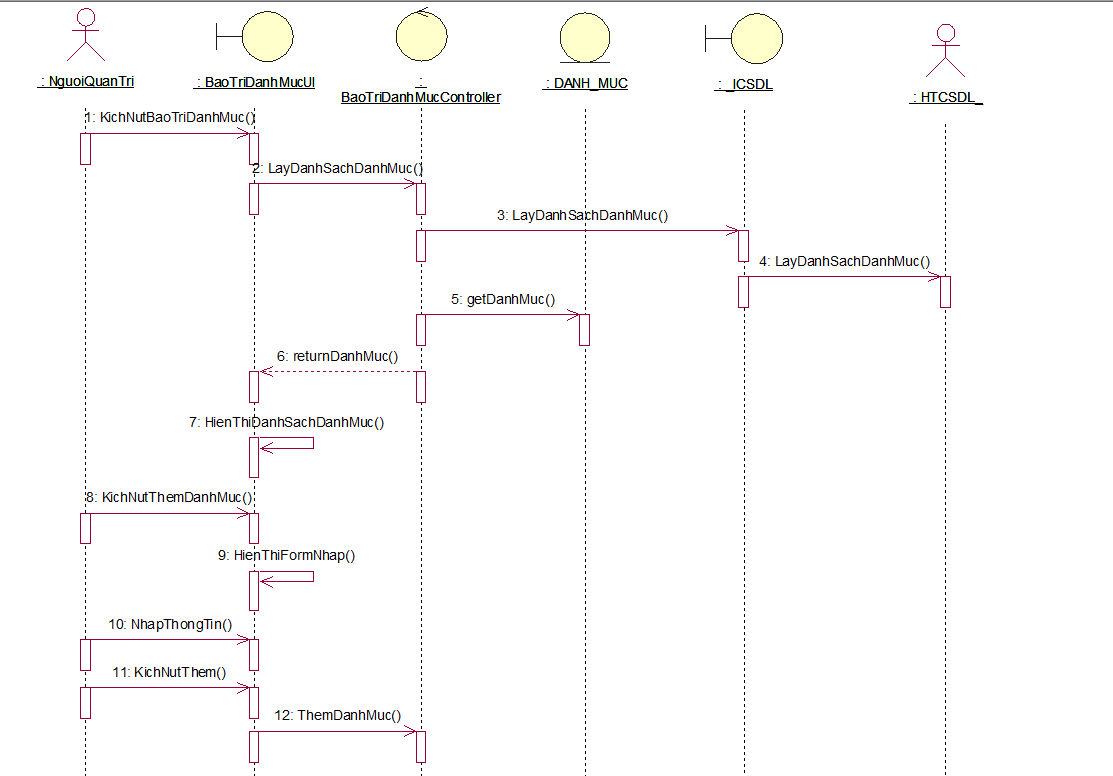 : NguoiQuanTri
: BaoTriDanhMucUI
:
BaoTriDanhMucController
: DANH_MUC
: _ICSDL
: HTCSDL_
1: KichNutBaoTriDanhMuc()
2: LayDanhSachDanhMuc()
3: LayDanhSachDanhMuc()
4: LayDanhSachDanhMuc()
5: getDanhMuc()
6: returnDanhMuc()
7: HienThiDanhSachDanhMuc()
8: KichNutThemDanhMuc()
9: HienThiFormNhap()
10: NhapThongTin()
11: KichNutThem()
12: ThemDanhMuc()